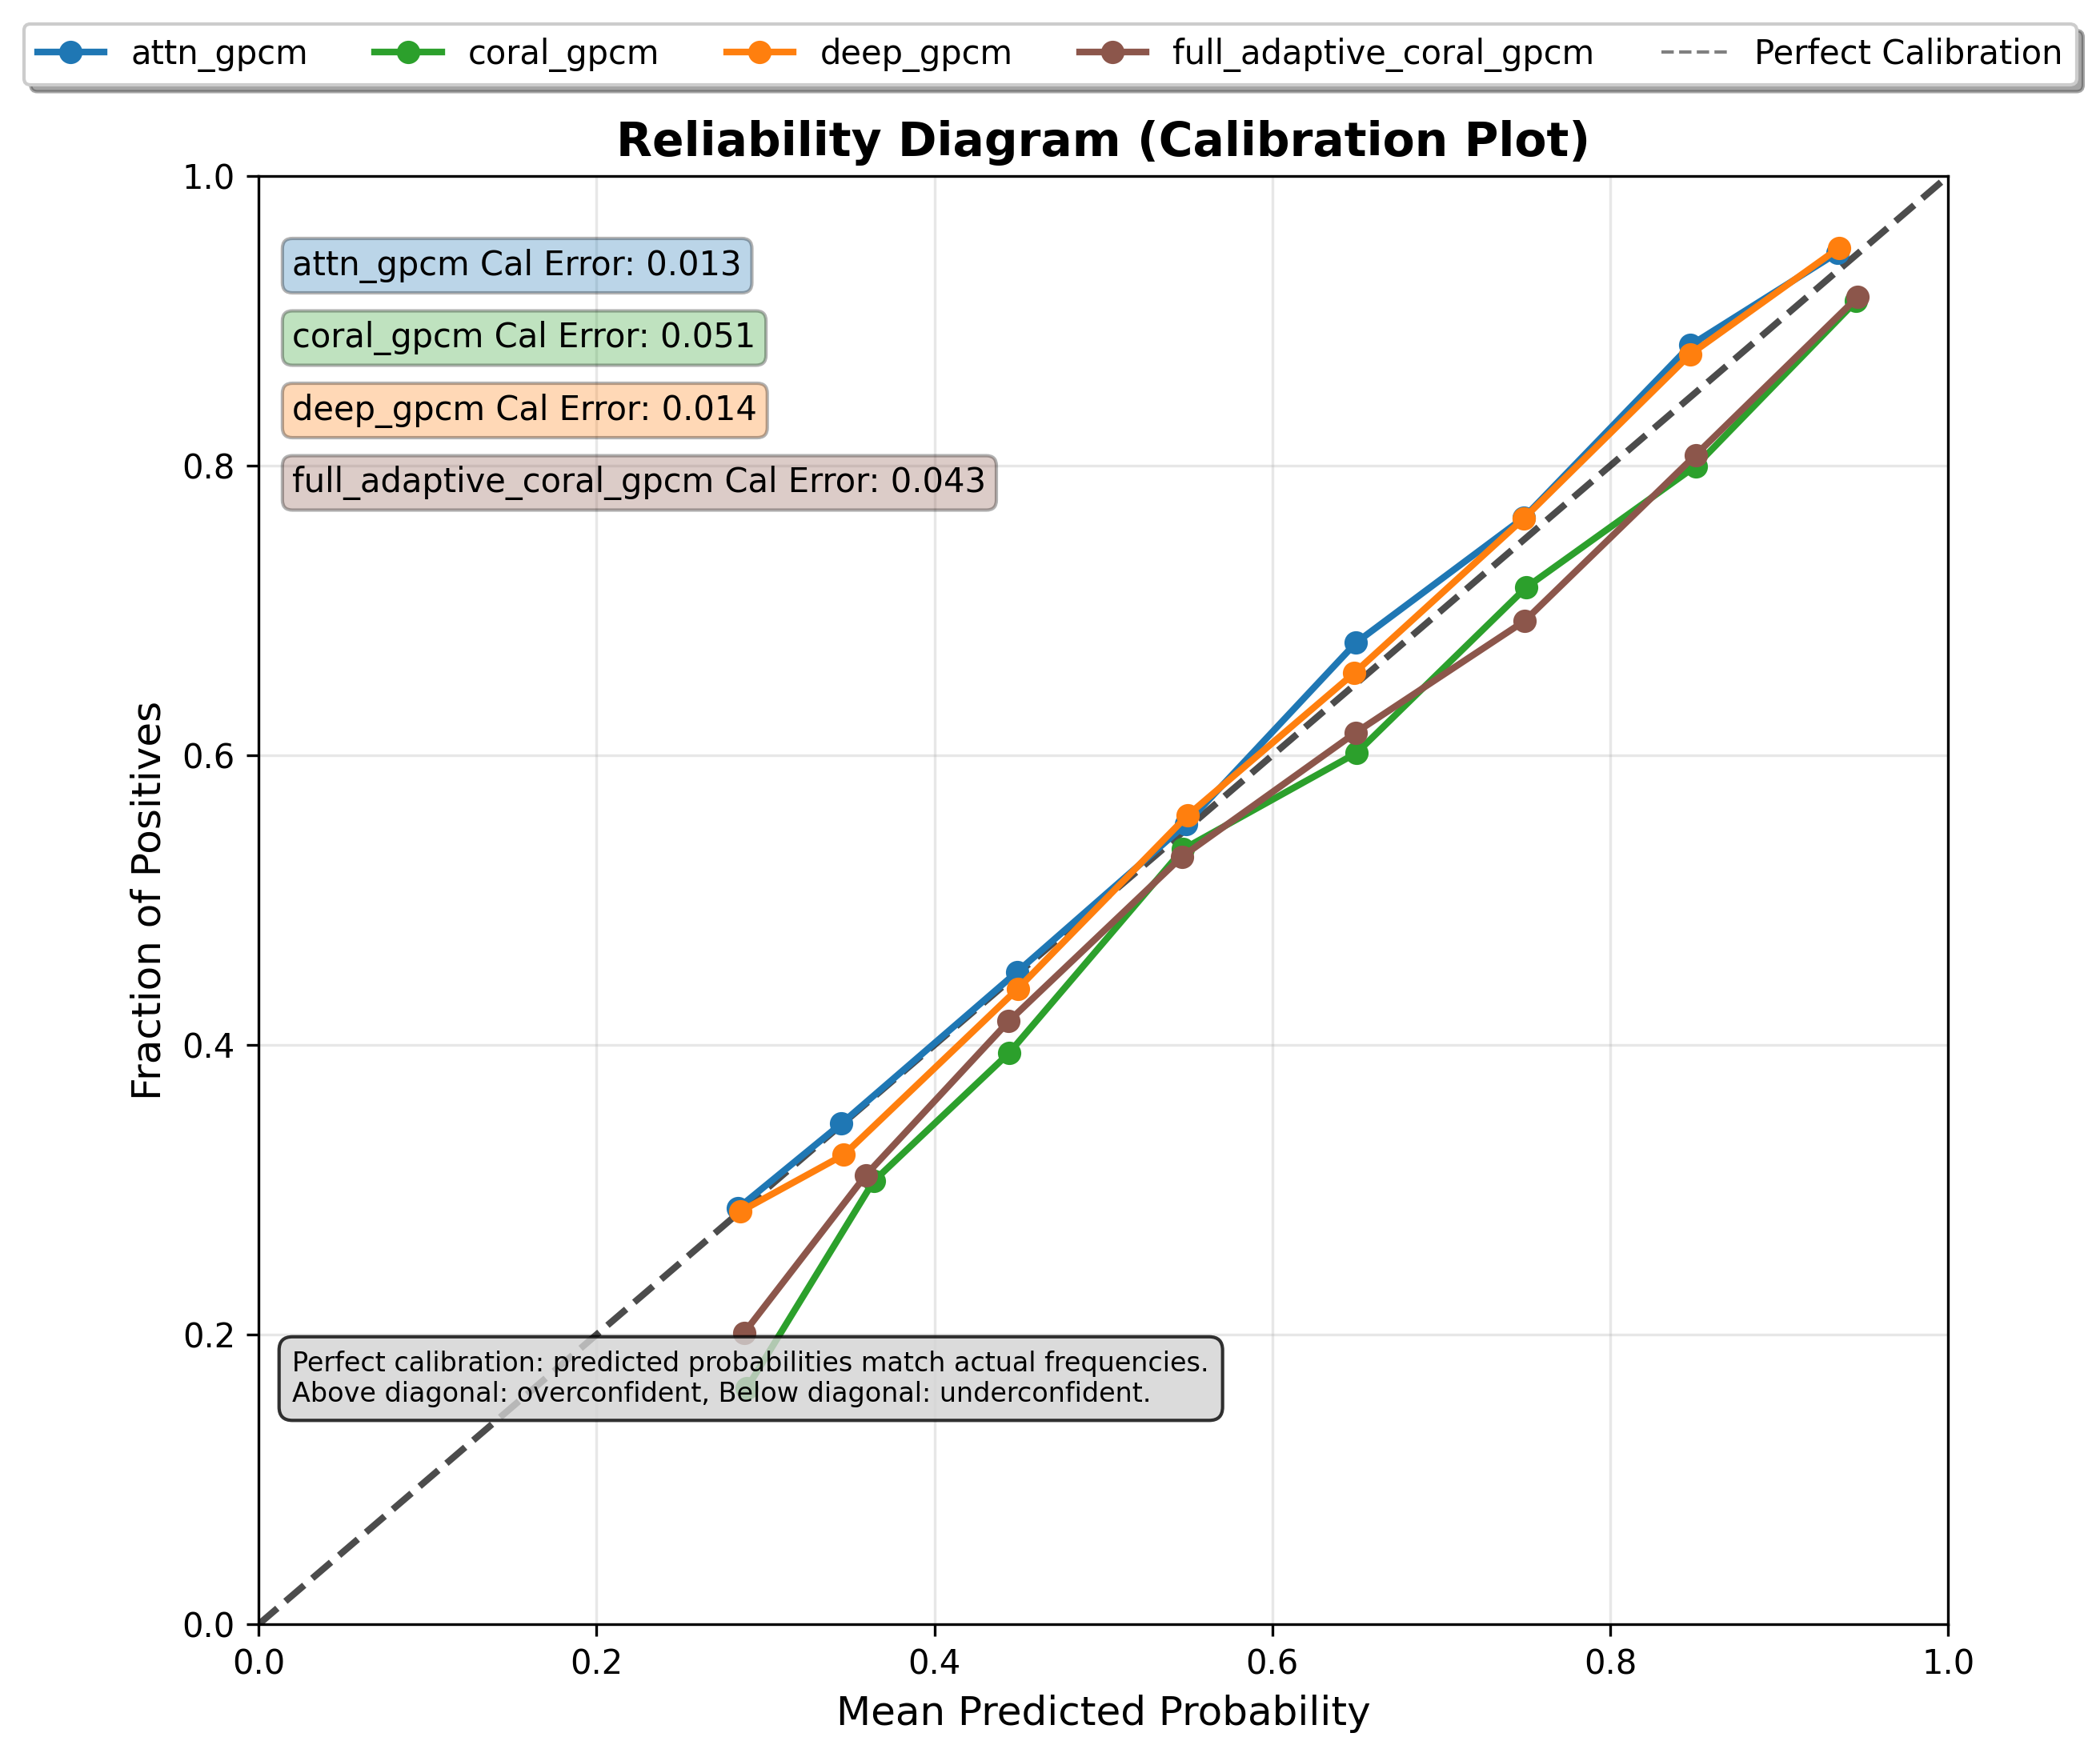 attn_gpcm coral_gpcm deep_gpcm full_adaptive_coral_gpcm Perfect Calibration
Reliability Diagram (Calibration Plot)
1.0
attn_gpcm Cal Error: 0.013
coral_gpcm Cal Error: 0.051
deep_gpcm Cal Error: 0.014
0.8
full_adaptive_coral_gpcm Cal Error: 0.043
Fraction of Positives
0.6
0.4
0.2
Perfect calibration: predicted probabilities match actual frequencies.
Above diagonal: overconfident, Below diagonal: underconfident.
0.0
0.0 0.2 0.4 0.6 0.8 1.0
Mean Predicted Probability